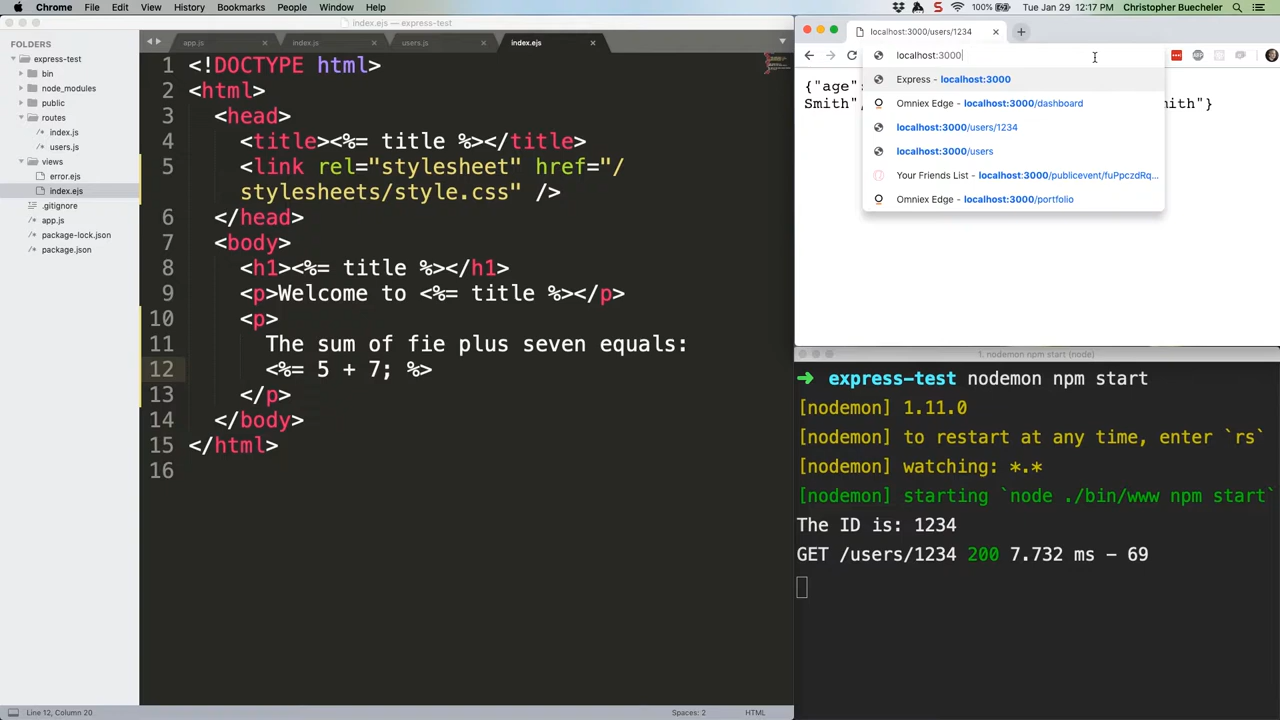 Chrome File Edit View History Bookmarks People Window Help
100% Tue Jan 29 12:17 PM Christopher Buecheler
index.ejs — express-test
FOLDERS
express-test
bin
node_modules
public
routes
index.js
users.js
views
error.ejs
index.ejs
.gitignore
app.js
package-lock.json
package.json
app.js index.js users.js index.ejs
1 <!DOCTYPE html>
2 <html>
3 <head>
4 <title><%= title %></title>
5 <link rel="stylesheet" href="/
stylesheets/style.css" />
6 </head>
7 <body>
8 <h1><%= title %></h1>
9 <p>Welcome to <%= title %></p>
10 <p>
11 The sum of fie plus seven equals:
12 <%= 5 + 7; %>
13 </p>
14 </body>
15 </html>
16
Line 12, Column 20
Spaces: 2 HTML
localhost:3000/users/1234
localhost:3000
Express - localhost:3000
Omniex Edge - localhost:3000/dashboard
localhost:3000/users/1234
localhost:3000/users
Your Friends List - localhost:3000/publicevent/fuPpczdRq...
Omniex Edge - localhost:3000/portfolio
{"age":
Smith", mith"}
1. nodemon npm start (node)
➜ express-test nodemon npm start
[nodemon] 1.11.0
[nodemon] to restart at any time, enter `rs`
[nodemon] watching: *.*
[nodemon] starting `node ./bin/www npm start`
The ID is: 1234
GET /users/1234 200 7.732 ms - 69